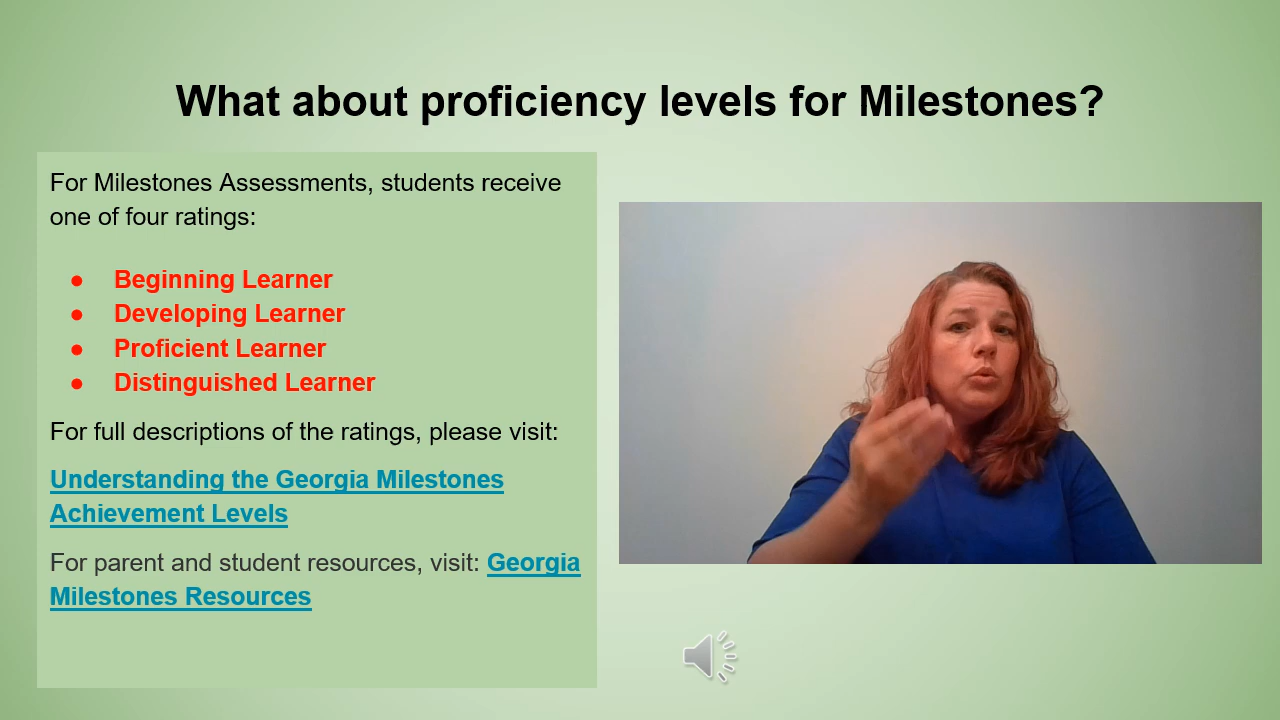 What about proficiency levels for Milestones?
For Milestones Assessments, students receive
one of four ratings:
● Beginning Learner
● Developing Learner
● Proficient Learner
● Distinguished Learner
For full descriptions of the ratings, please visit:
Understanding the Georgia Milestones
Achievement Levels
For parent and student resources, visit: Georgia
Milestones Resources